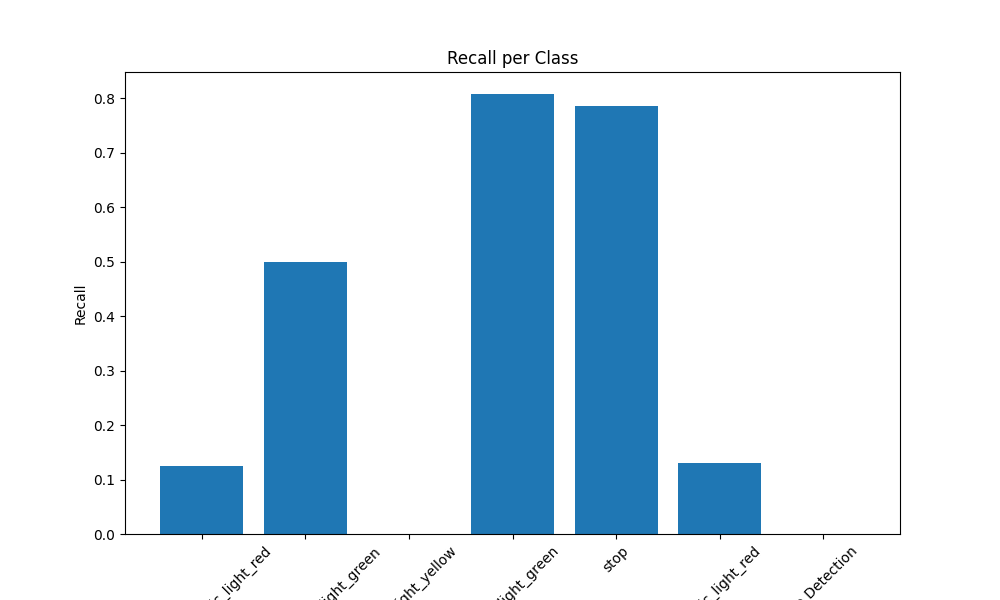 Recall per Class
Recall
0.8
0.7
0.6
0.5
0.4
0.3
0.2
0.1
0.0
c_light_red
light_green
ght_yellow
light_green
stop
c_light_red
Detection